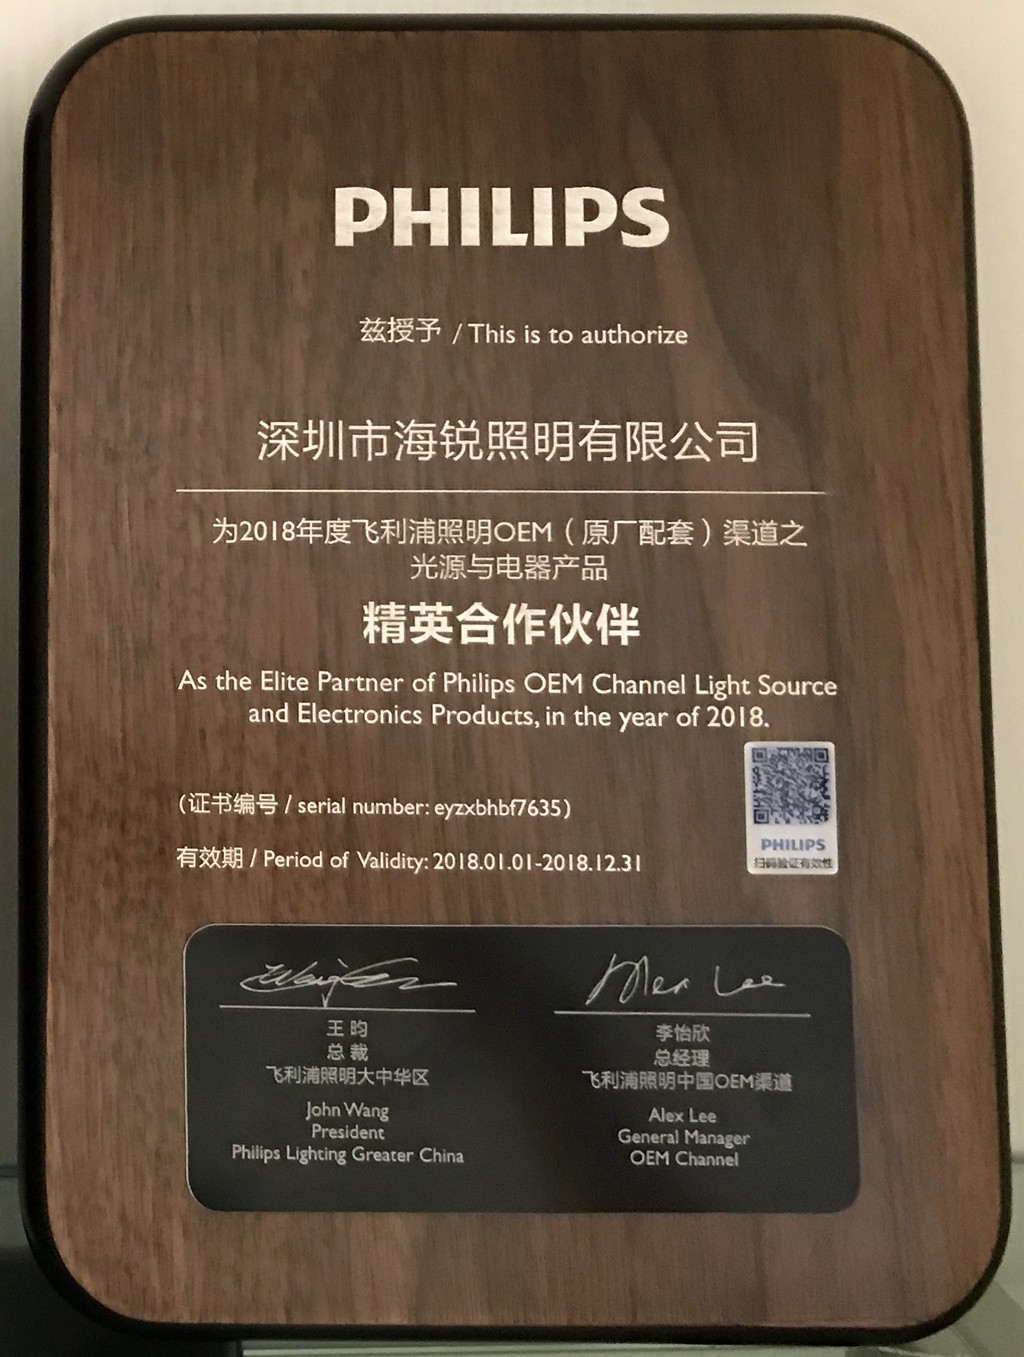 PHILIPS
兹授予 / This is to authorize
深圳市海锐照明有限公司
为2018年度飞利浦照明OEM（原厂配套）渠道之
光源与电器产品
精英合作伙伴
As the Elite Partner of Philips OEM Channel Light Source
and Electronics Products, in the year of 2018.
(证书编号 / serial number: eyzxbhbf7635)
有效期 / Period of Validity: 2018.01.01-2018.12.31
PHILIPS
扫码验证有效性
王 昀
总 裁
飞利浦照明大中华区
John Wang
President
Philips Lighting Greater China
Alex Lee
李怡欣
总经理
飞利浦照明中国OEM渠道
Alex Lee
General Manager
OEM Channel